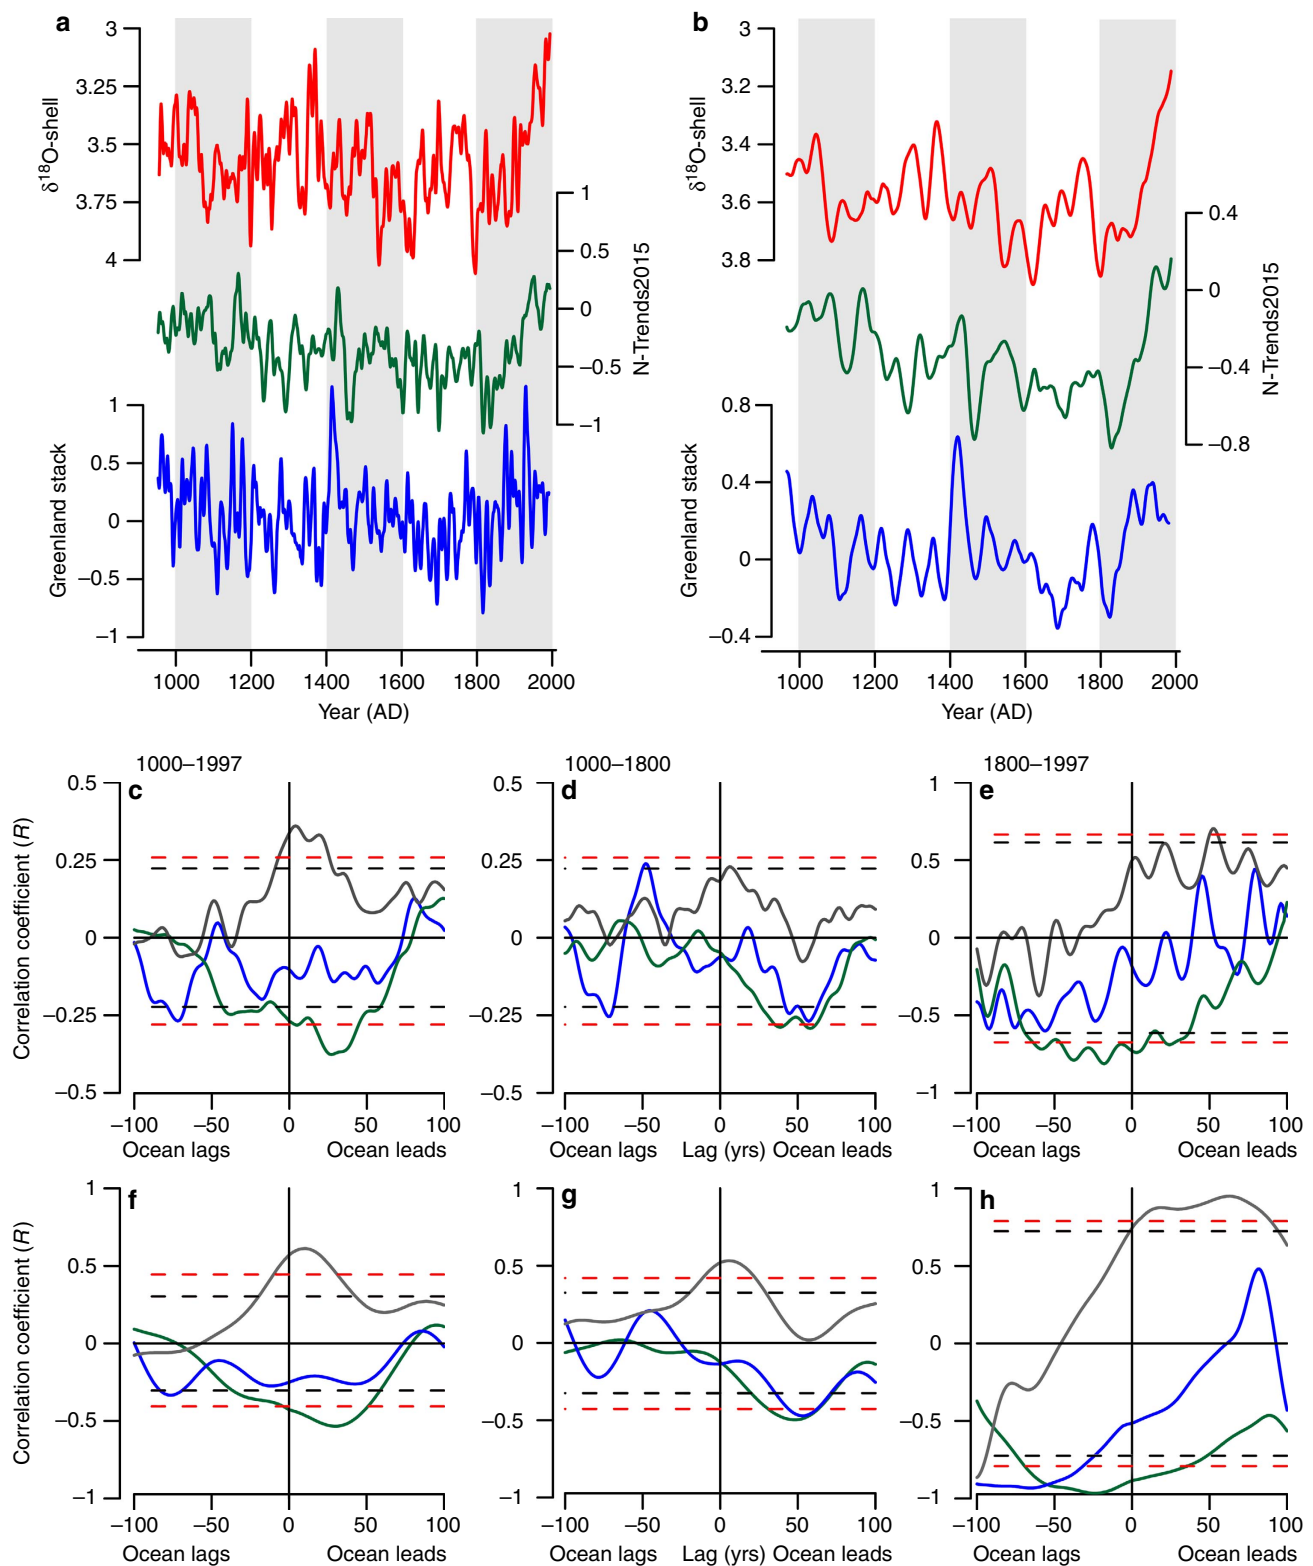 a
3
3.25
3.5
3.75
4
δ18O-shell
1
0.5
0
−0.5
−1
N-Trends2015
1
0.5
0
−0.5
−1
Greenland stack
1000 1200 1400 1600 1800 2000
Year (AD)
b
3
3.2
3.4
3.6
3.8
δ18O-shell
0.4
0
−0.4
−0.8
N-Trends2015
0.8
0.4
0
−0.4
Greenland stack
1000 1200 1400 1600 1800 2000
Year (AD)
1000–1997
c
0.5
0.25
0
−0.25
−0.5
Correlation coefficient (R)
−100 −50 0 50 100
Ocean lags Ocean leads
1000–1800
d
0.5
0.25
0
−0.25
−0.5
−100 −50 0 50 100
Ocean lags Lag (yrs) Ocean leads
1800–1997
e
1
0.5
0
−0.5
−1
−100 −50 0 50 100
Ocean lags Ocean leads
f
1
0.5
0
−0.5
−1
Correlation coefficient (R)
−100 −50 0 50 100
Ocean lags Ocean leads
g
1
0.5
0
−0.5
−1
−100 −50 0 50 100
Ocean lags Lag (yrs) Ocean leads
h
1
0.5
0
−0.5
−1
−100 −50 0 50 100
Ocean lags Ocean leads